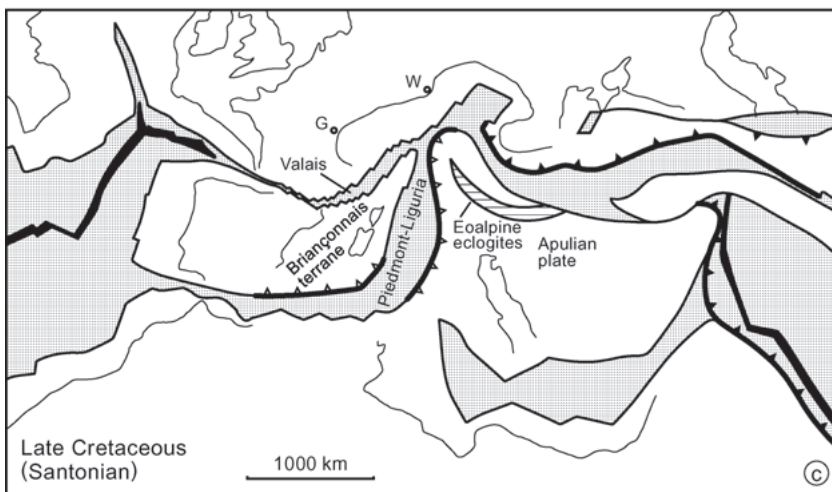 W
G
Valais
Briançonnais
terrane
Piedmont-Liguria
Eoalpine
eclogites
Apulian
plate
Late Cretaceous
(Santonian)
1000 km
c